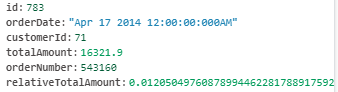 id: 783
orderDate: "Apr 17 2014 12:00:00:000AM"
customerId: 71
totalAmount: 16321.9
orderNumber: 543160
relativeTotalAmount: 0.01205049760878994462281788917592